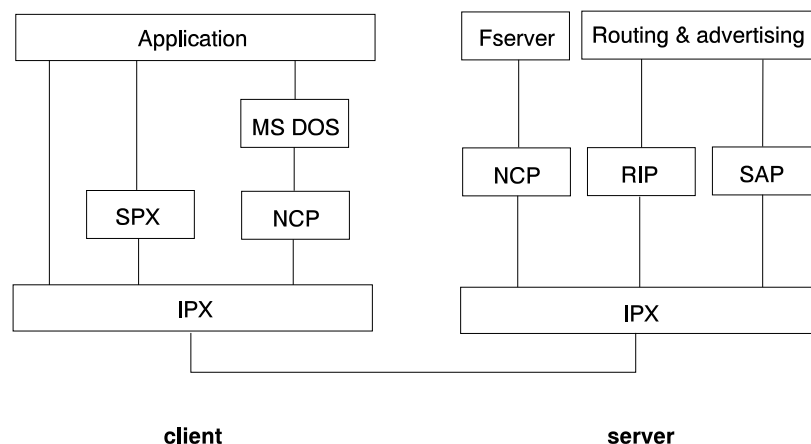 Application
Fserver
Routing & advertising
MS DOS
NCP
RIP
SAP
SPX
NCP
IPX
IPX
client
server